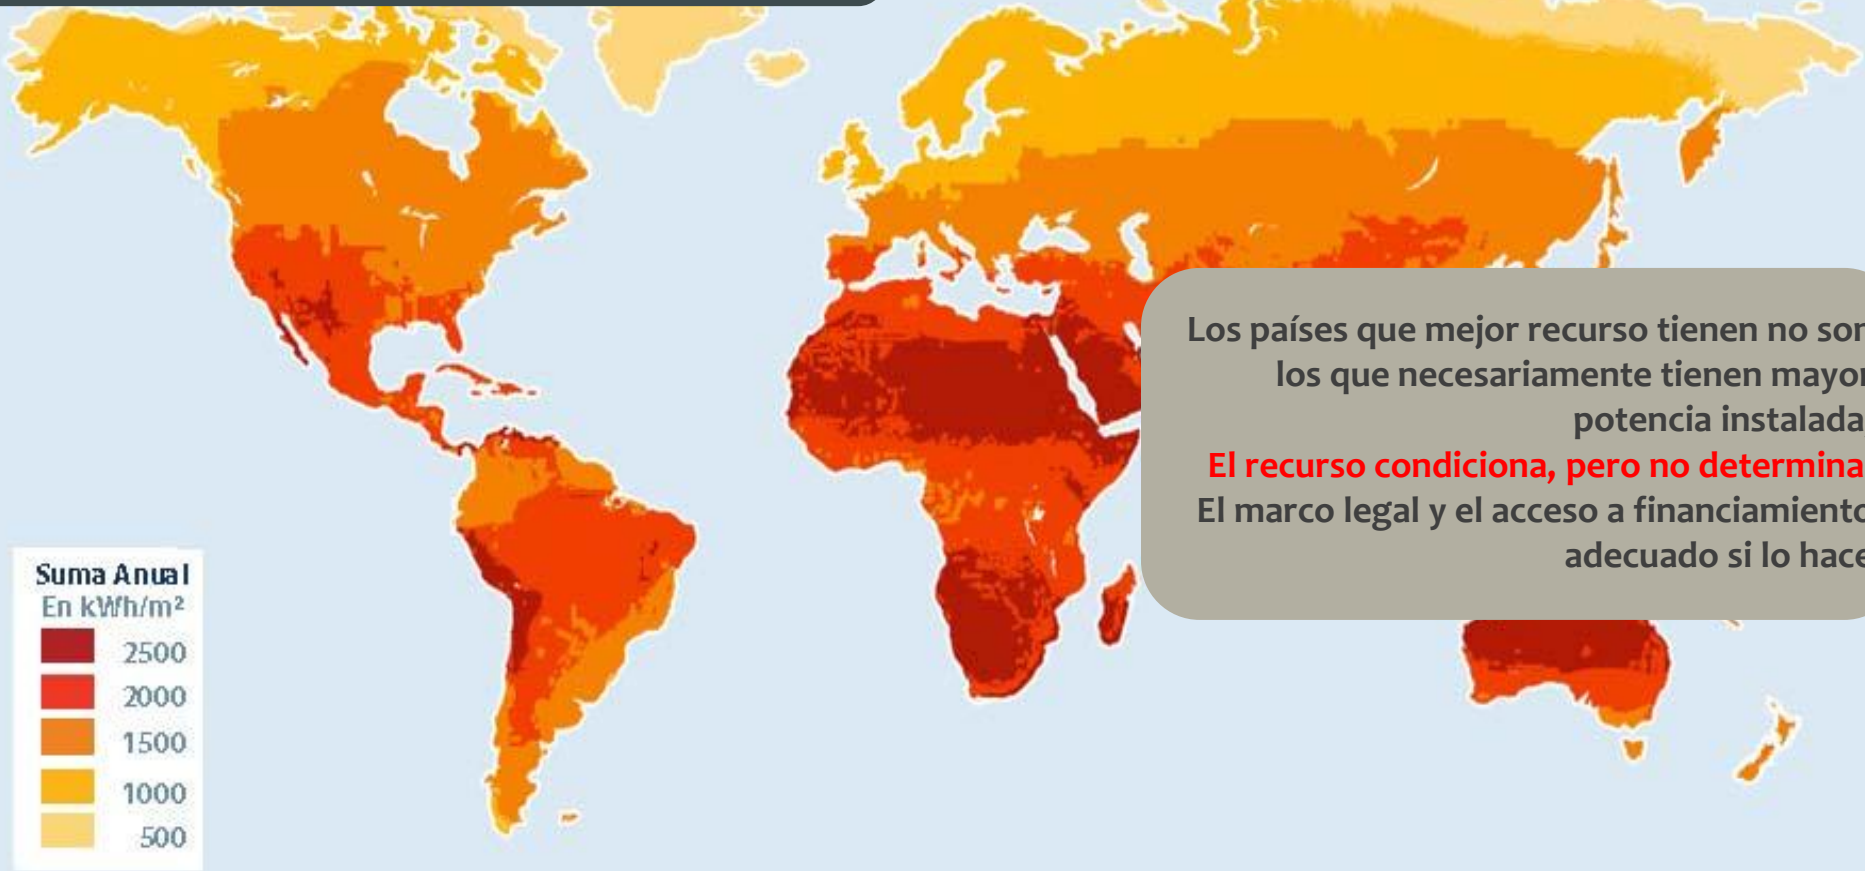 Los países que mejor recurso tienen no son
los que necesariamente tienen mayor
potencia instalada
El recurso condiciona, pero no determina
El marco legal y el acceso a financiamiento
adecuado si lo hace
Suma Anual
En kWh/m²
2500
2000
1500
1000
500